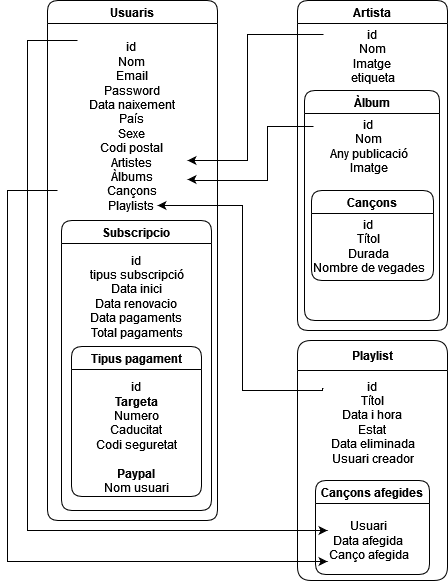 Usuaris
id
Nom
Email
Password
Data naixement
País
Sexe
Codi postal
Artistes
Àlbums
Cançons
Playlists
Subscripcio
id
tipus subscripció
Data inici
Data renovacio
Data pagaments
Total pagaments
Tipus pagament
id
Targeta
Numero
Caducitat
Codi seguretat
Paypal
Nom usuari
Artista
id
Nom
Imatge
etiqueta
Àlbum
id
Nom
Any publicació
Imatge
Cançons
id
Títol
Durada
Nombre de vegades
Playlist
id
Títol
Data i hora
Estat
Data eliminada
Usuari creador
Cançons afegides
Usuari
Data afegida
Canço afegida